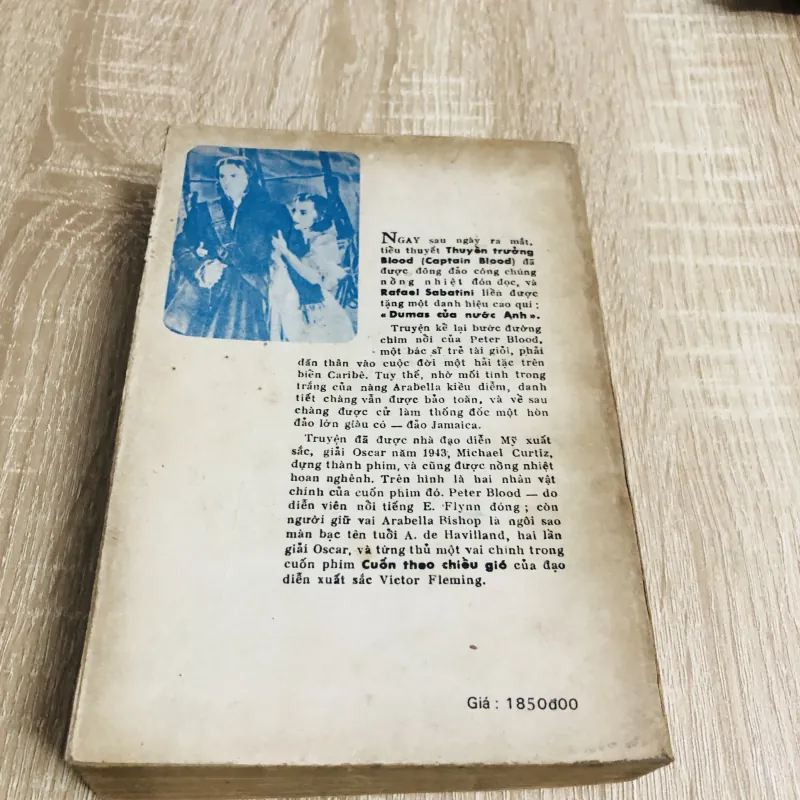 NGAY sau ngày ra mắt,
tiểu thuyết Thuyền trưởng
Blood (Captain Blood) đã
được đông đảo công chúng
nồng nhiệt đón đọc, và
Rafael Sabatini liền được
tặng một danh hiệu cao quí :
« Dumas của nước Anh ».
Truyện kể lại bước đường
chìm nổi của Peter Blood,
một bác sĩ trẻ tài giỏi, phải
dấn thân vào cuộc đời một hải tặc trên
biển Caribê. Tuy thế, nhờ mối tình trong
trắng của nàng Arabella kiều diễm, danh
tiết chàng vẫn được bảo toàn, và về sau
chàng được cử làm thống đốc một hòn
đảo lớn giàu có — đảo Jamaica.
Truyện đã được nhà đạo diễn Mỹ xuất
sắc, giải Oscar năm 1943, Michael Curtiz,
dựng thành phim, và cũng được nồng nhiệt
hoan nghênh. Trên hình là hai nhân vật
chính của cuốn phim đó. Peter Blood — do
diễn viên nổi tiếng E. Flynn đóng ; còn
người giữ vai Arabella Bishop là ngôi sao
màn bạc tên tuổi A. de Havilland, hai lần
giải Oscar, và từng thủ một vai chính trong
cuốn phim Cuốn theo chiều gió của đạo
diễn xuất sắc Victor Fleming.
Giá : 1850đ00